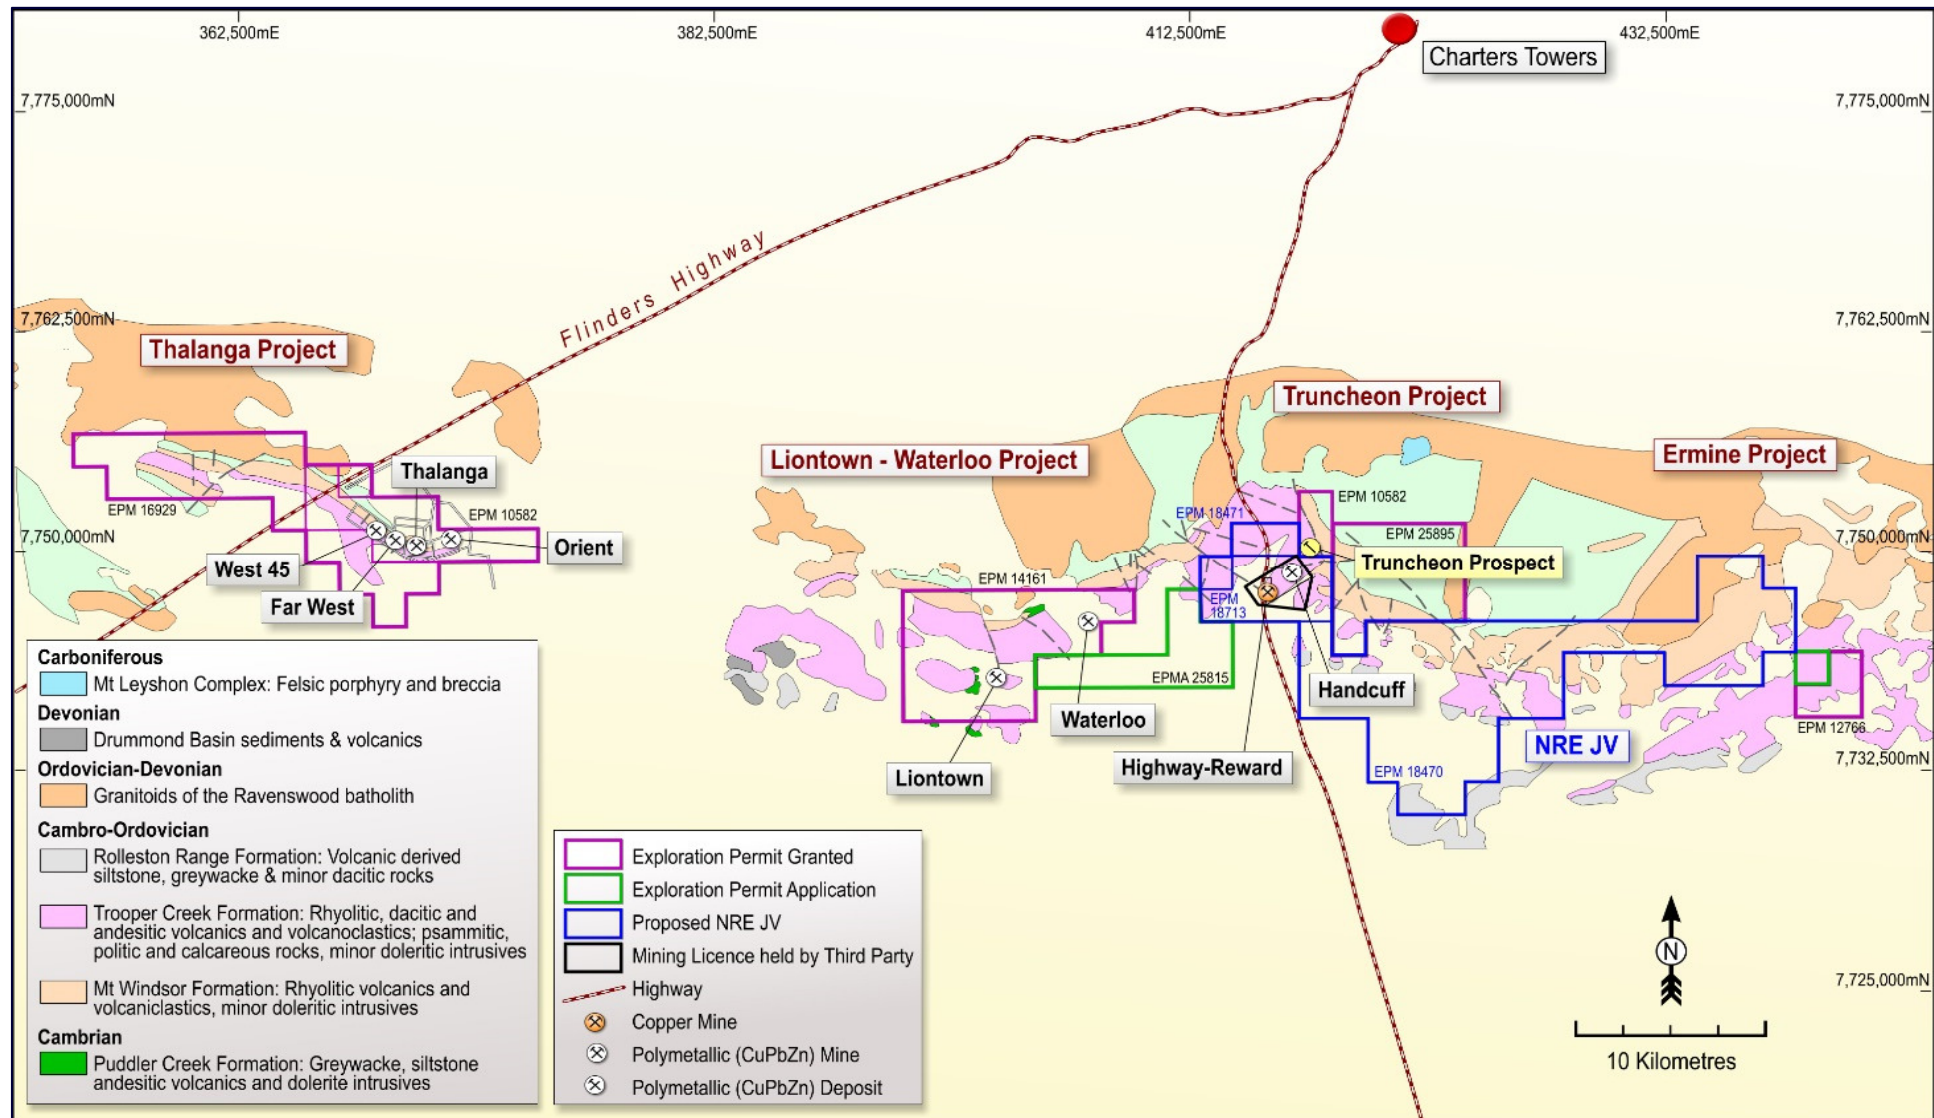 362,500mE
382,500mE
412,500mE
432,500mE
Charters Towers
7,775,000mN
7,775,000mN
Flinders Highway
7,762,500mN
7,762,500mN
Thalanga Project
Truncheon Project
Liontown - Waterloo Project
Ermine Project
Thalanga
EPM 16929
EPM 10582
EPM 10582
EPM 18471
EPM 25895
7,750,000mN
7,750,000mN
Orient
West 45
Far West
Truncheon Prospect
EPM 14161
EPM
18713
EPMA 25815
Handcuff
Waterloo
Liontown
Highway-Reward
NRE JV
EPM 12766
EPM 18470
7,732,500mN
7,725,000mN
Carboniferous
Mt Leyshon Complex: Felsic porphyry and breccia
Devonian
Drummond Basin sediments & volcanics
Ordovician-Devonian
Granitoids of the Ravenswood batholith
Cambro-Ordovician
Rolleston Range Formation: Volcanic derived
siltstone, greywacke & minor dacitic rocks
Trooper Creek Formation: Rhyolitic, dacitic and
andesitic volcanics and volcanoclastics; psammitic,
politic and calcareous rocks, minor doleritic intrusives
Mt Windsor Formation: Rhyolitic volcanics and
volcaniclastics, minor doleritic intrusives
Cambrian
Puddler Creek Formation: Greywacke, siltstone
andesitic volcanics and dolerite intrusives
Exploration Permit Granted
Exploration Permit Application
Proposed NRE JV
Mining Licence held by Third Party
Highway
Copper Mine
Polymetallic (CuPbZn) Mine
Polymetallic (CuPbZn) Deposit
N
10 Kilometres